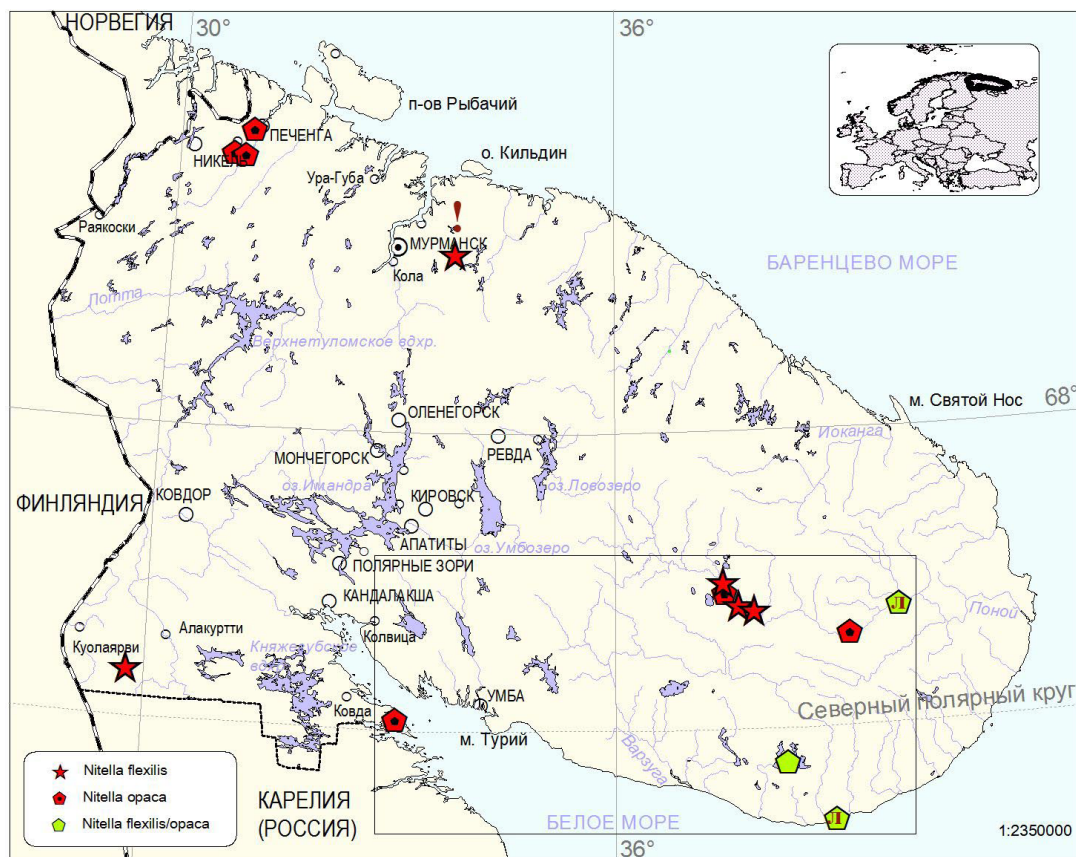 НОРВЕГИЯ
30°
36°
п-ов Рыбачий
ПЕЧЕНГА
НИКЕЛЬ
о. Кильдин
Ура-Губа
!
Раякоски
МУРМАНСК
Кола
БАРЕНЦЕВО МОРЕ
Лотта
Верхнетуломское вдхр.
68°
м. Святой Нос
ОЛЕНЕГОРСК
Иоканга
МОНЧЕГОРСК
РЕВДА
оз.Имандра
оз.Ловозеро
ФИНЛЯНДИЯ
КОВДОР
КИРОВСК
АПАТИТЫ
оз.Умбозеро
ПОЛЯРНЫЕ ЗОРИ
КАНДАЛАКША
Л
Поной
Алакуртти
Колвица
Куолаярви
Княжегубское
вдхр.
УМБА
Ковда
Северный полярный круг
м. Турий
Варзуга
Nitella flexilis
Nitella opaca
Nitella flexilis/opaca
КАРЕЛИЯ
(РОССИЯ)
БЕЛОЕ МОРЕ
Л
1:2350000
36°